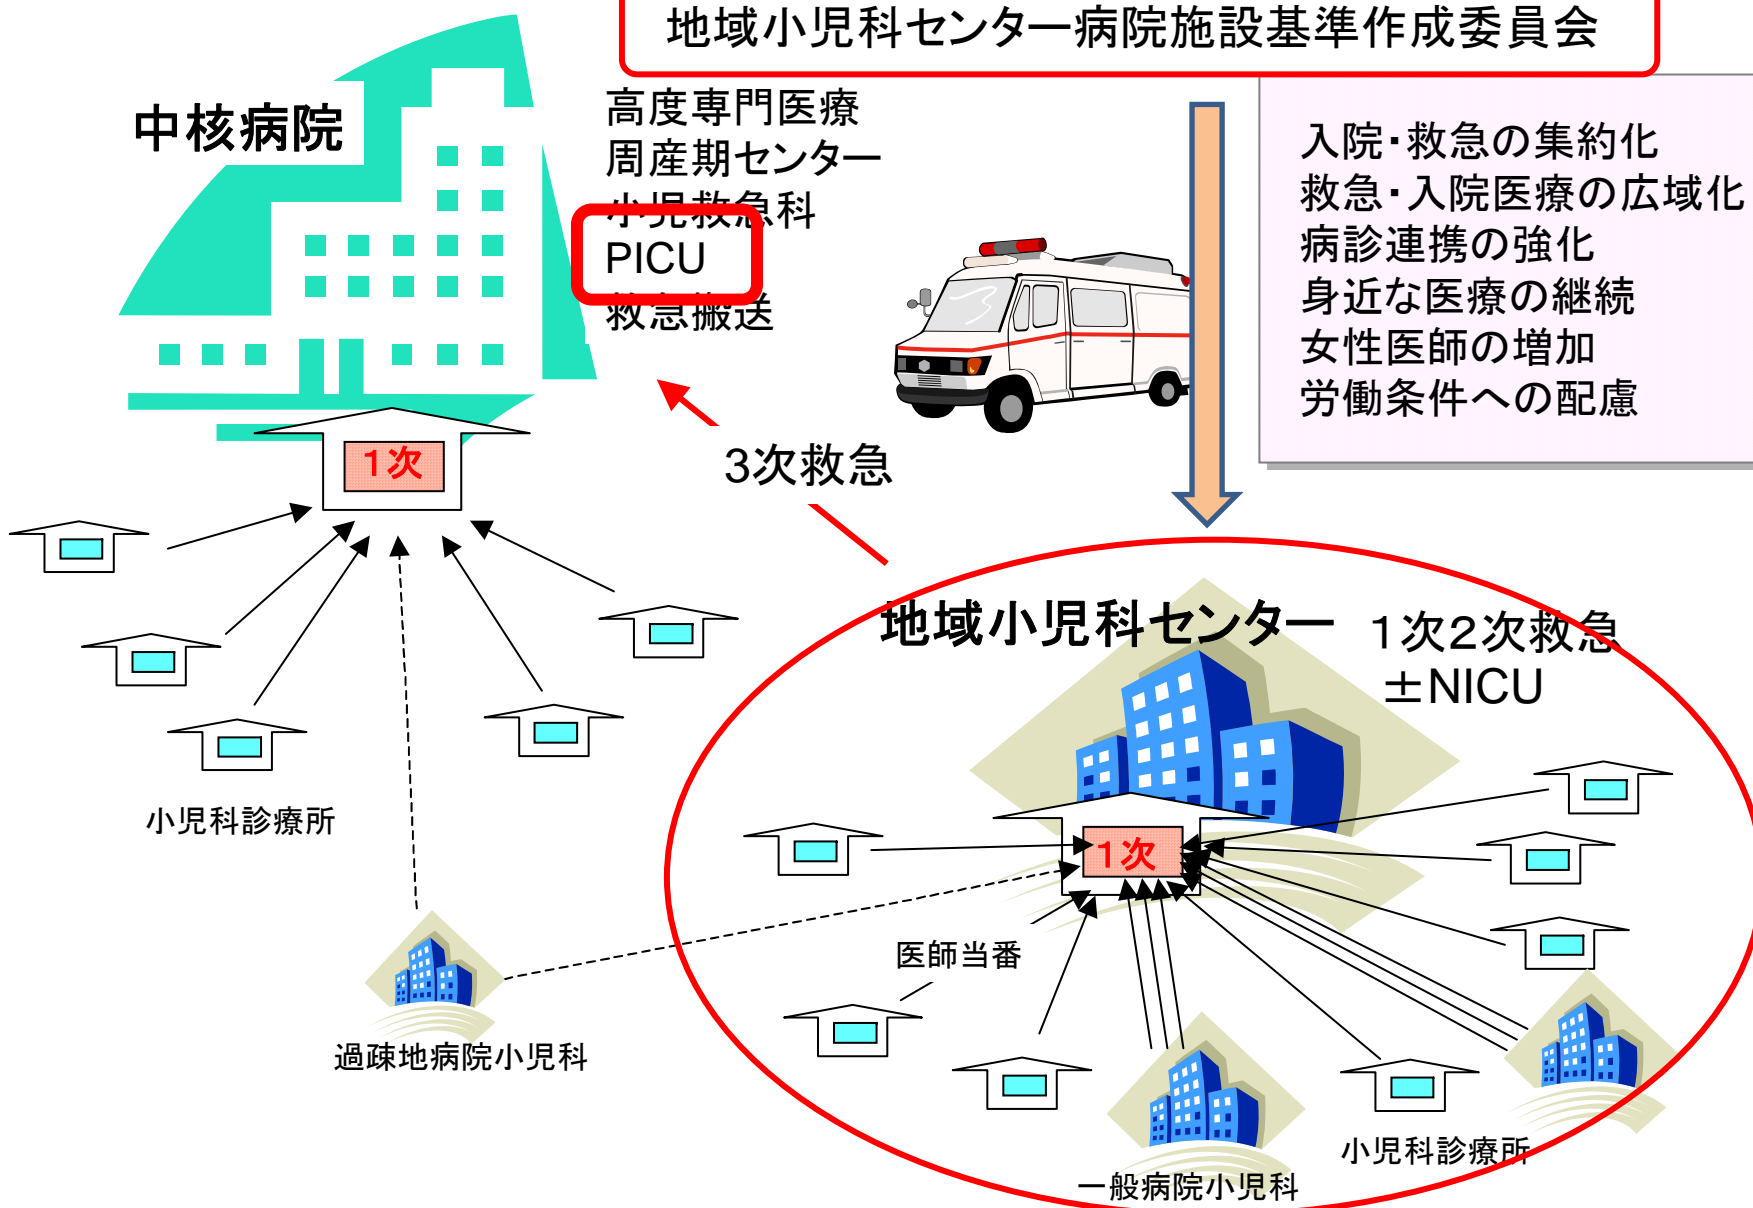 地域小児科センター病院施設基準作成委員会
中核病院
高度専門医療
周産期センター
小児救急科
PICU
救急搬送
入院・救急の集約化
救急・入院医療の広域化
病診連携の強化
身近な医療の継続
女性医師の増加
労働条件への配慮
1次
3次救急
地域小児科センター
1次2次救急
±NICU
小児科診療所
1次
医師当番
過疎地病院小児科
小児科診療所
一般病院小児科